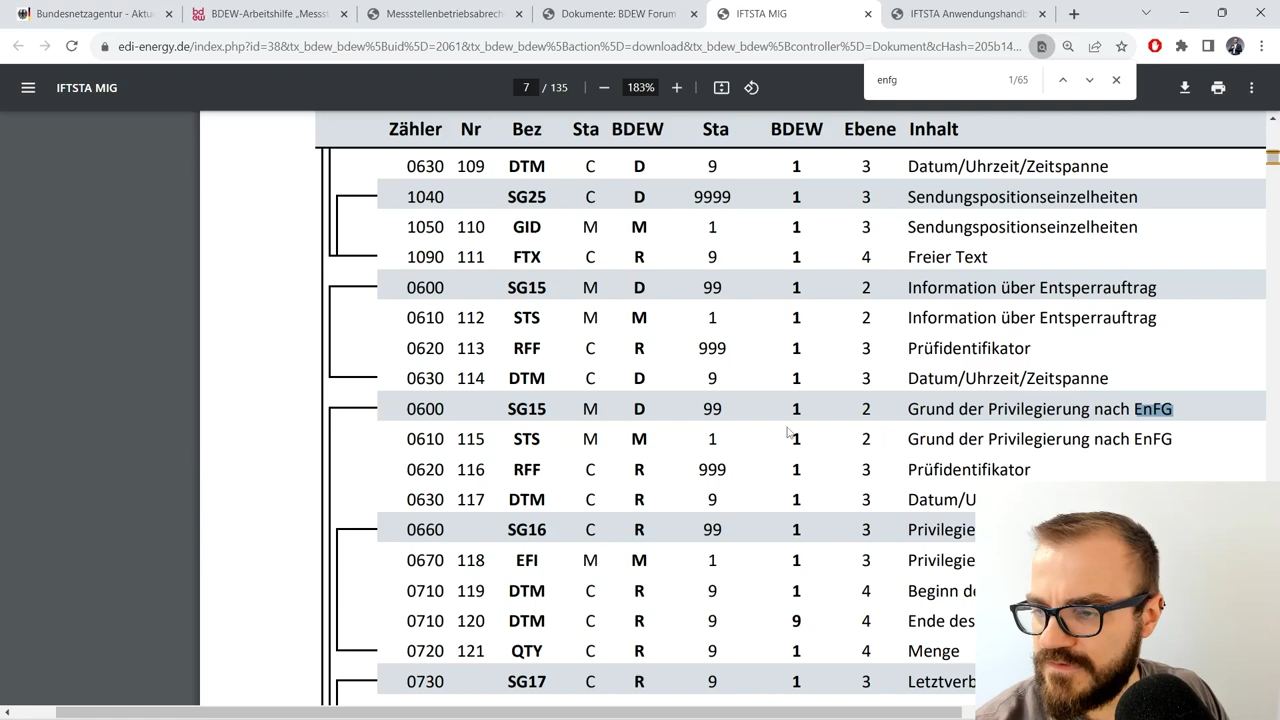 Bundesnetzagentur - Aktu
BDEW-Arbeitshilfe „Messst
Messstellenbetriebsabrech
Dokumente: BDEW Forum
IFTSTA MIG
IFTSTA Anwendungshandb
edi-energy.de/index.php?id=38&tx_bdew_bdew%5Buid%5D=2001&tx_bdew_bdew%5Baction%5D=download&tx_bdew_bdew%5Bcontroller%5D=Dokument&cHash=205b14...
enfg 1/65
IFTSTA MIG 7 / 135 183%
Zähler Nr Bez Sta BDEW Sta BDEW Ebene Inhalt
0630 109 DTM C D 9 1 3 Datum/Uhrzeit/Zeitspanne
1040 SG25 C D 9999 1 3 Sendungspositionseinzelheiten
1050 110 GID M M 1 1 3 Sendungspositionseinzelheiten
1090 111 FTX C R 9 1 4 Freier Text
0600 SG15 M D 99 1 2 Information über Entsperrauftrag
0610 112 STS M M 1 1 2 Information über Entsperrauftrag
0620 113 RFF C R 999 1 3 Prüfidentifikator
0630 114 DTM C D 9 1 3 Datum/Uhrzeit/Zeitspanne
0600 SG15 M D 99 1 2 Grund der Privilegierung nach EnFG
0610 115 STS M M 1 1 2 Grund der Privilegierung nach EnFG
0620 116 RFF C R 999 1 3 Prüfidentifikator
0630 117 DTM C R 9 1 3 Datum/U
0660 SG16 C R 99 1 3 Privilegie
0670 118 EFI M M 1 1 3 Privilegie
0710 119 DTM C R 9 1 4 Beginn de
0710 120 DTM C R 9 9 4 Ende des
0720 121 QTY C R 9 1 4 Menge
0730 SG17 C R 9 1 3 Letztverb